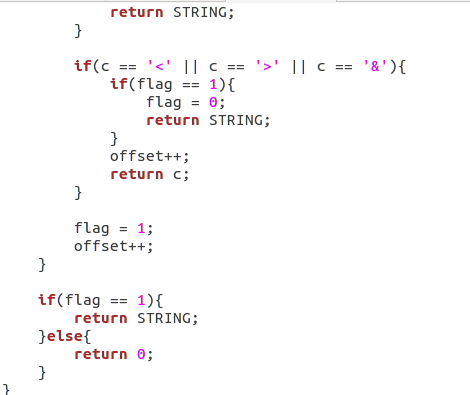 return STRING;
        }

        if(c == '<' || c == '>' || c == '&'){
            if(flag == 1){
                flag = 0;
                return STRING;
            }
            offset++;
            return c;
        }

        flag = 1;
        offset++;
    }

    if(flag == 1){
        return STRING;
    }else{
        return 0;
    }
}